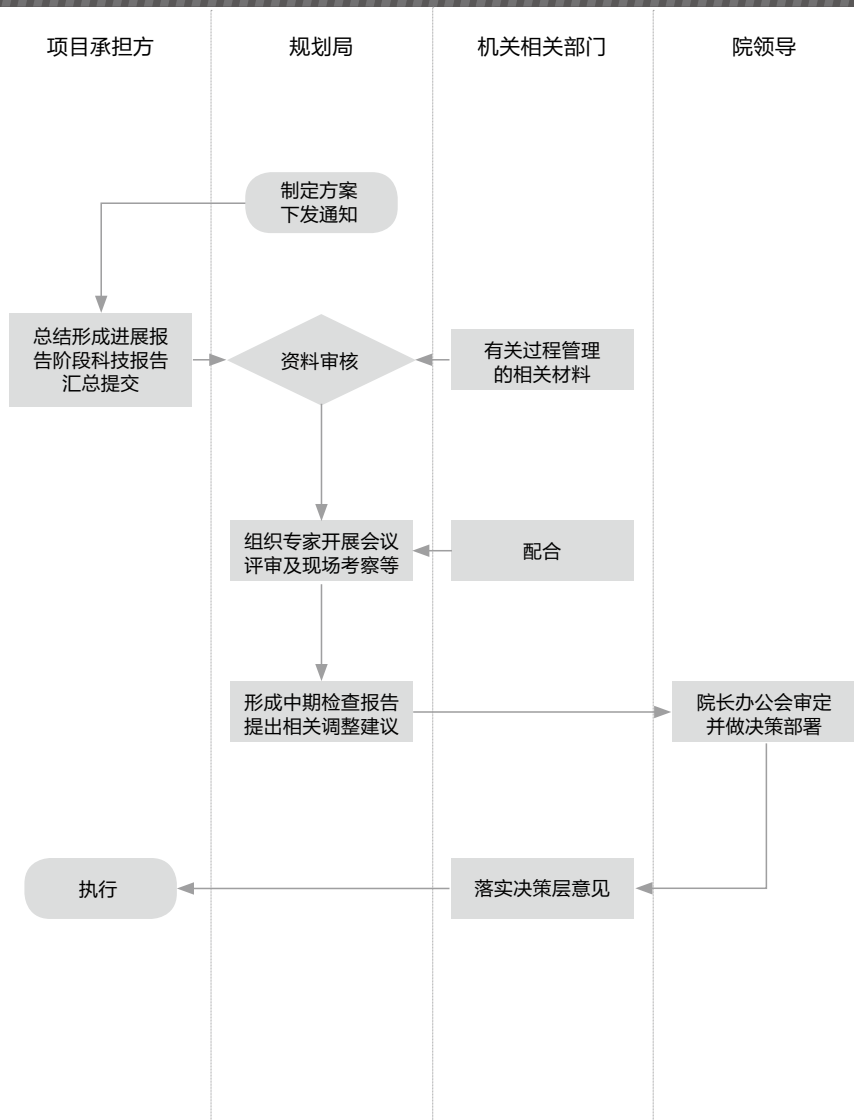 项目承担方
规划局
机关相关部门
院领导
制定方案
下发通知
总结形成进展报
告阶段科技报告
汇总提交
资料审核
有关过程管理
的相关材料
组织专家开展会议
评审及现场考察等
配合
形成中期检查报告
提出相关调整建议
院长办公会审定
并做决策部署
执行
落实决策层意见